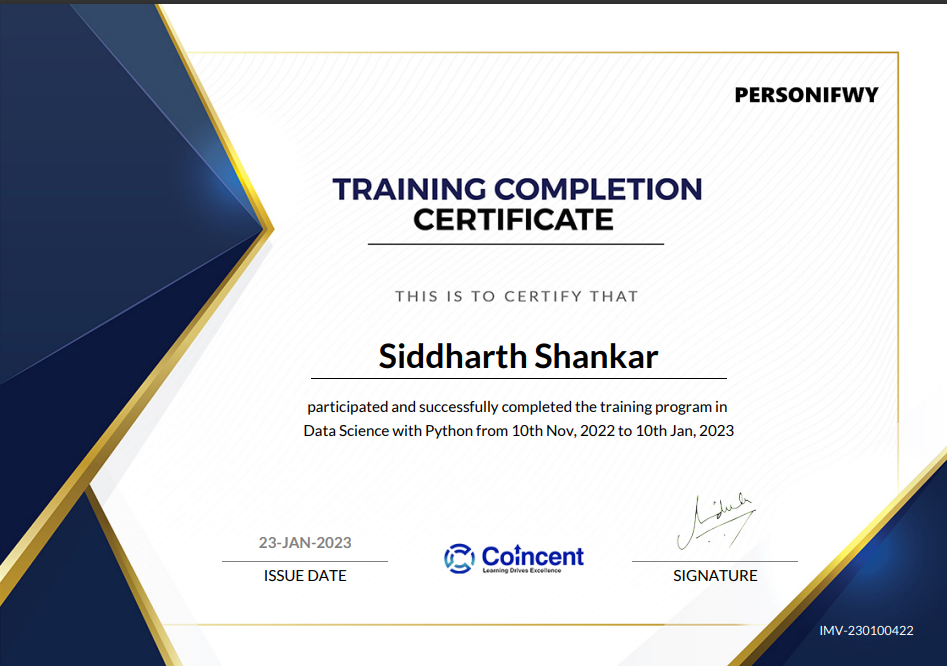 PERSONIFWY
TRAINING COMPLETION
CERTIFICATE
THIS IS TO CERTIFY THAT
Siddharth Shankar
participated and successfully completed the training program in
Data Science with Python from 10th Nov, 2022 to 10th Jan, 2023
23-JAN-2023
ISSUE DATE
Coincent
Learning Drives Excellence
SIGNATURE
IMV-230100422